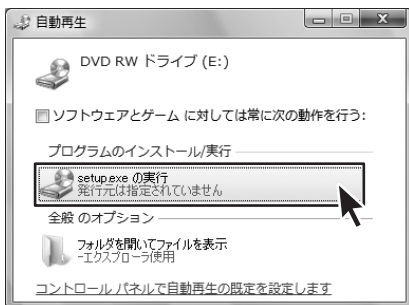 自動再生
DVD RW ドライブ (E:)
ソフトウェアとゲーム に対しては常に次の動作を行う:
プログラムのインストール/実行
setup.exe の実行
発行元は指定されていません
全般 のオプション
フォルダを開いてファイルを表示
-エクスプローラ使用
コントロール パネルで自動再生の既定を設定します